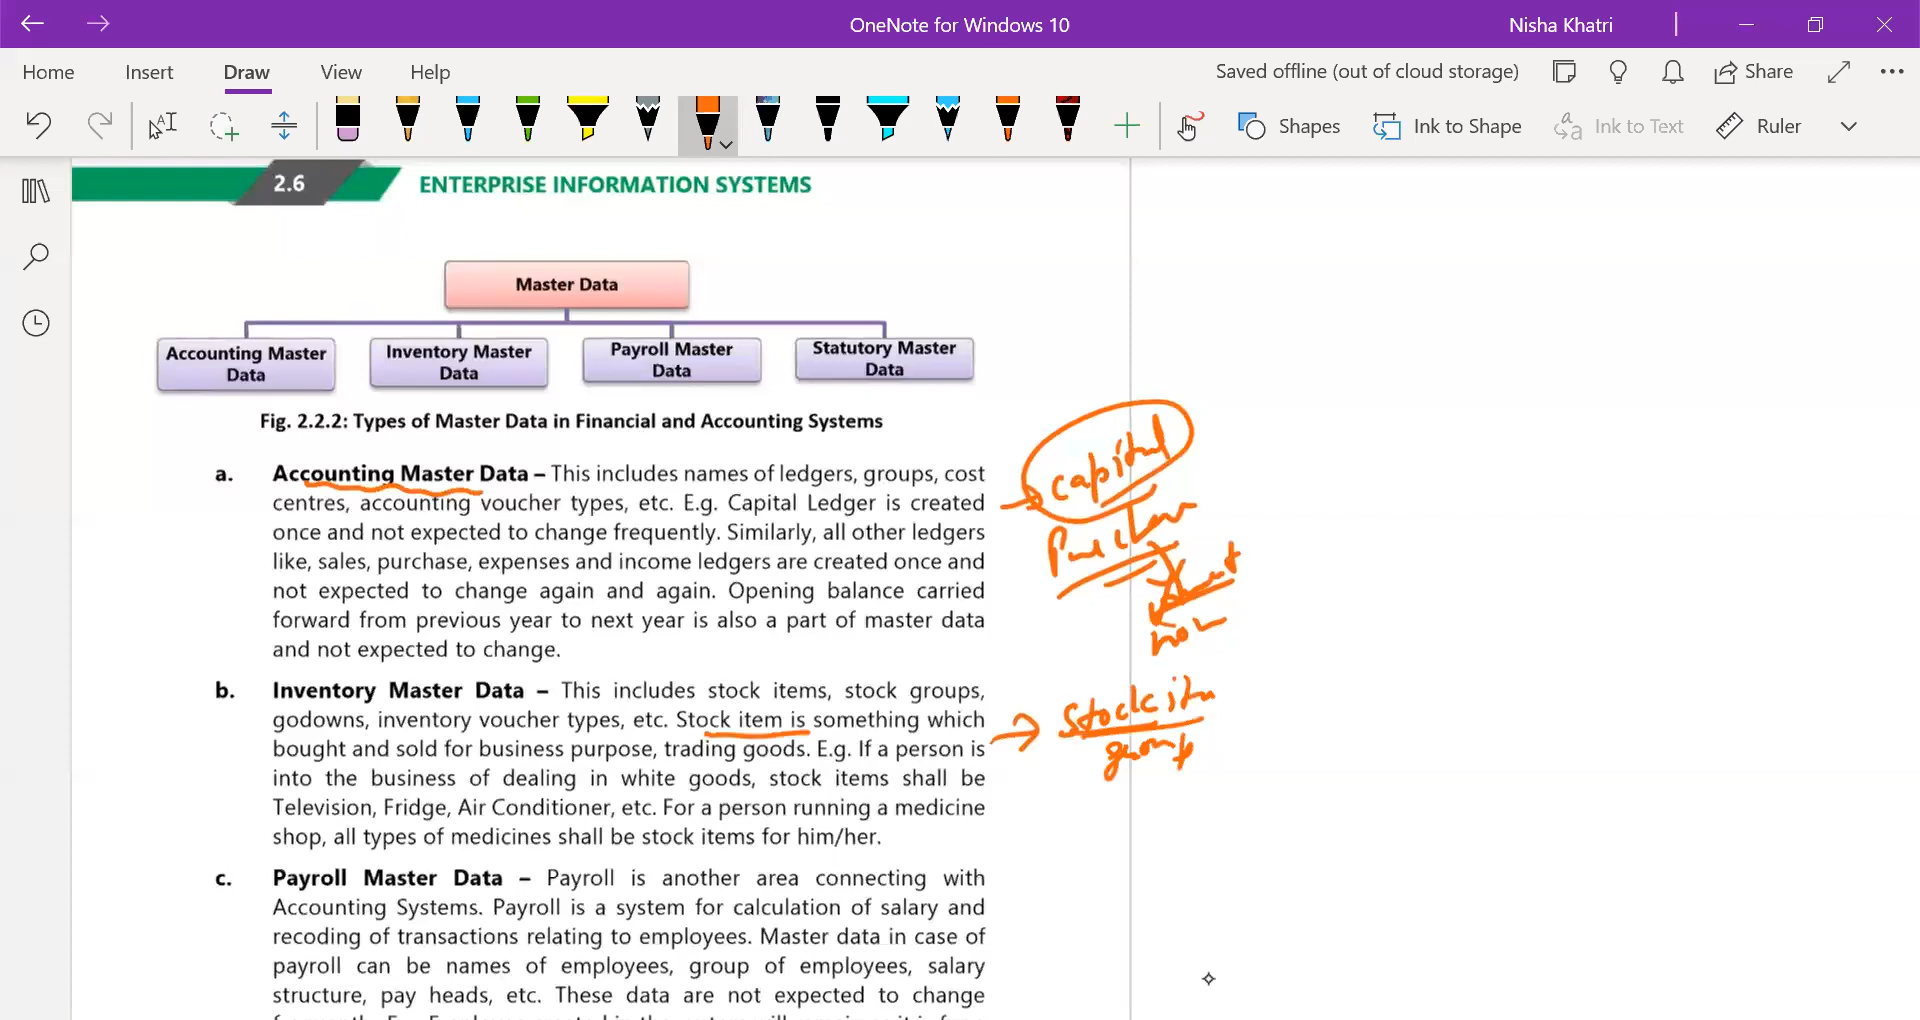 OneNote for Windows 10
Nisha Khatri
Home Insert Draw View Help
Saved offline (out of cloud storage) Share
Shapes Ink to Shape Ink to Text Ruler
2.6 ENTERPRISE INFORMATION SYSTEMS
Master Data
Accounting Master Data
Inventory Master Data
Payroll Master Data
Statutory Master Data
Fig. 2.2.2: Types of Master Data in Financial and Accounting Systems
a. Accounting Master Data – This includes names of ledgers, groups, cost
centres, accounting voucher types, etc. E.g. Capital Ledger is created
once and not expected to change frequently. Similarly, all other ledgers
like, sales, purchase, expenses and income ledgers are created once and
not expected to change again and again. Opening balance carried
forward from previous year to next year is also a part of master data
and not expected to change.
Capital
b. Inventory Master Data – This includes stock items, stock groups,
godowns, inventory voucher types, etc. Stock item is something which
bought and sold for business purpose, trading goods. E.g. If a person is
into the business of dealing in white goods, stock items shall be
Television, Fridge, Air Conditioner, etc. For a person running a medicine
shop, all types of medicines shall be stock items for him/her.
Stock
group
c. Payroll Master Data – Payroll is another area connecting with
Accounting Systems. Payroll is a system for calculation of salary and
recoding of transactions relating to employees. Master data in case of
payroll can be names of employees, group of employees, salary
structure, pay heads, etc. These data are not expected to change